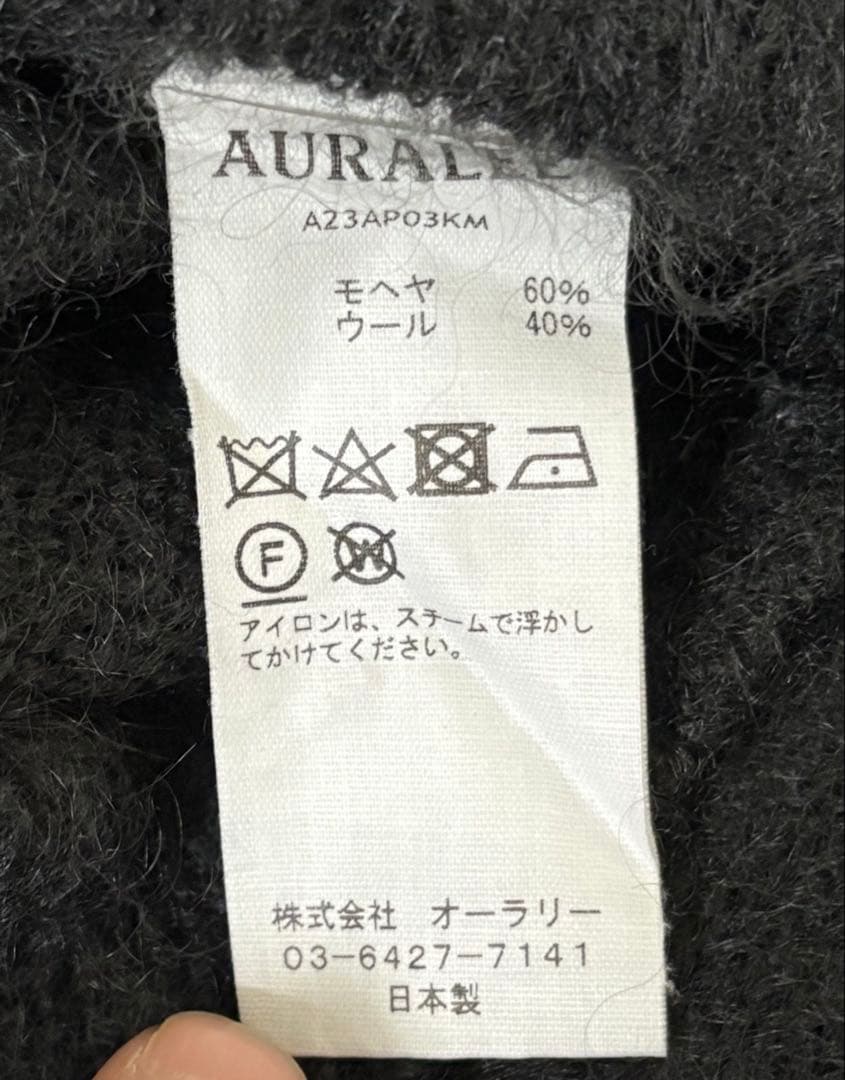 AURALEE
A23APO3KM
モヘヤ 60%
ウール 40%
F
W
アイロンは、スチームで浮かし
てかけてください。
株式会社 オーラリー
03-6427-7141
日本製